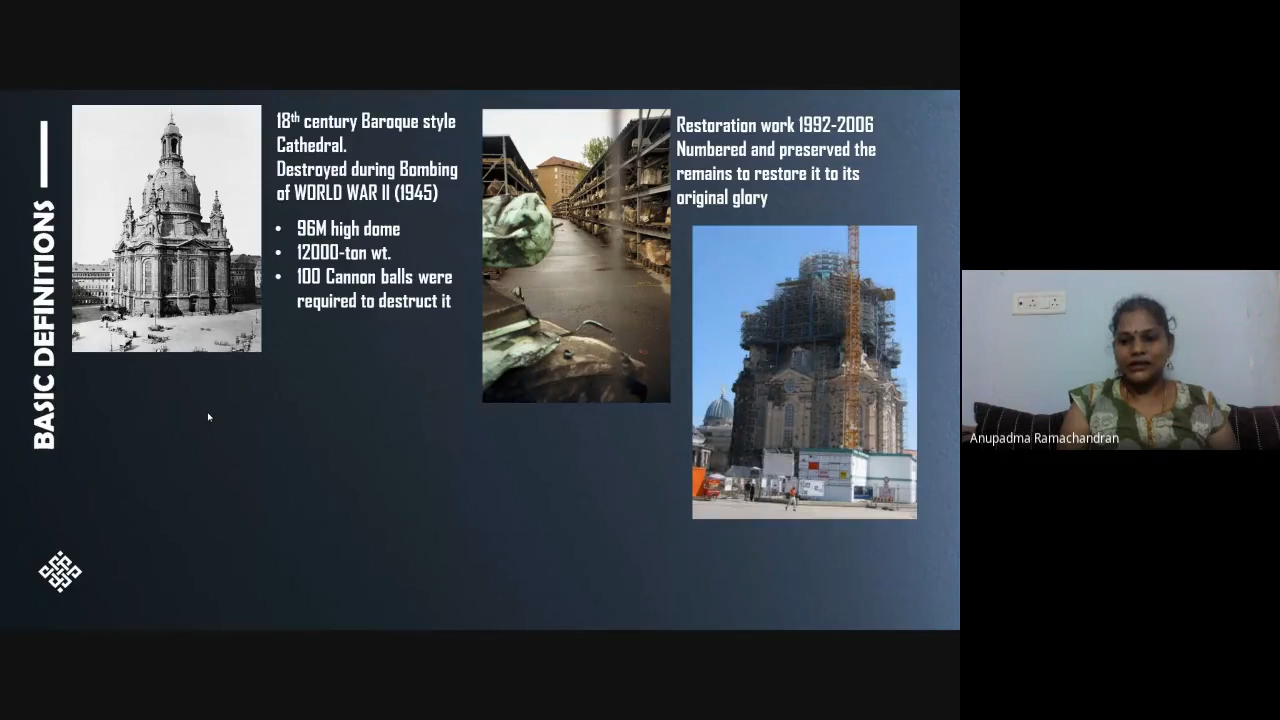 BASIC DEFINITIONS
18th century Baroque style
Cathedral.
Destroyed during Bombing
of WORLD WAR II (1945)
• 96M high dome
• 12000-ton wt.
• 100 Cannon balls were
required to destruct it
Restoration work 1992-2006
Numbered and preserved the
remains to restore it to its
original glory
Anupadma Ramachandran